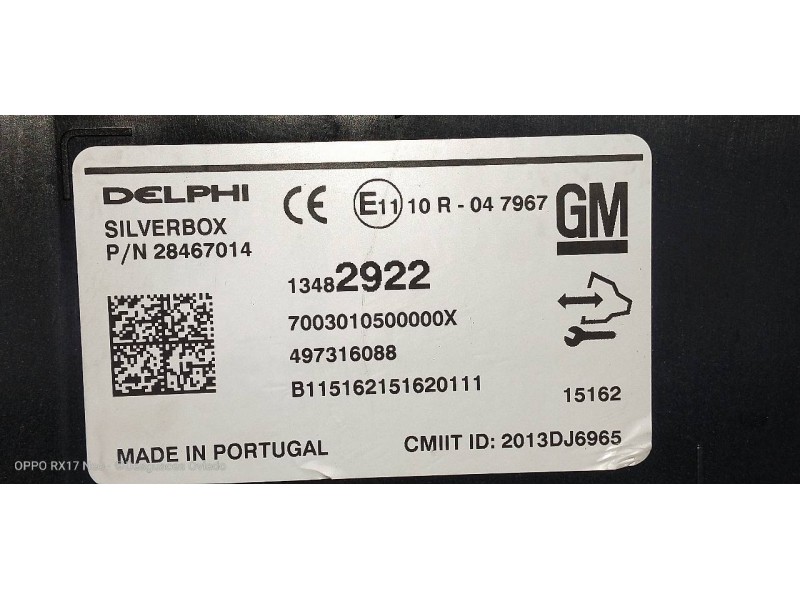 DELPHI
SILVERBOX
P/N 28467014
CE
E11 10 R - 04 7967
GM
13482922
7003010500000X
497316088
B115162151620111
15162
MADE IN PORTUGAL
CMIIT ID: 2013DJ6965
OPPO RX17 Oviedo